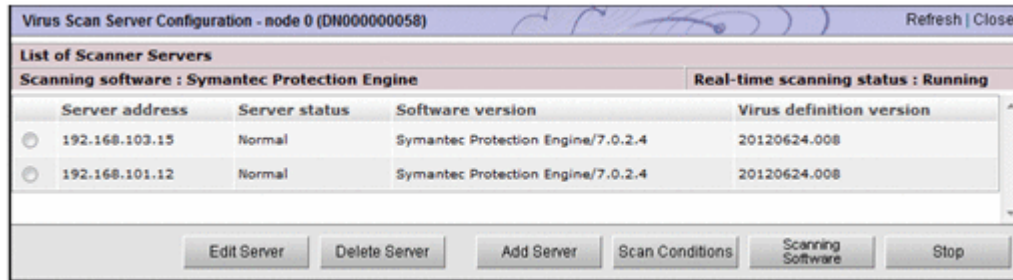 Virus Scan Server Configuration - node 0 (DN000000058) Refresh | Close
List of Scanner Servers
Scanning software : Symantec Protection Engine Real-time scanning status : Running
Server address Server status Software version Virus definition version
192.168.103.15 Normal Symantec Protection Engine/7.0.2.4 20120624.008
192.168.101.12 Normal Symantec Protection Engine/7.0.2.4 20120624.008
Edit Server Delete Server Add Server Scan Conditions Scanning Software Stop